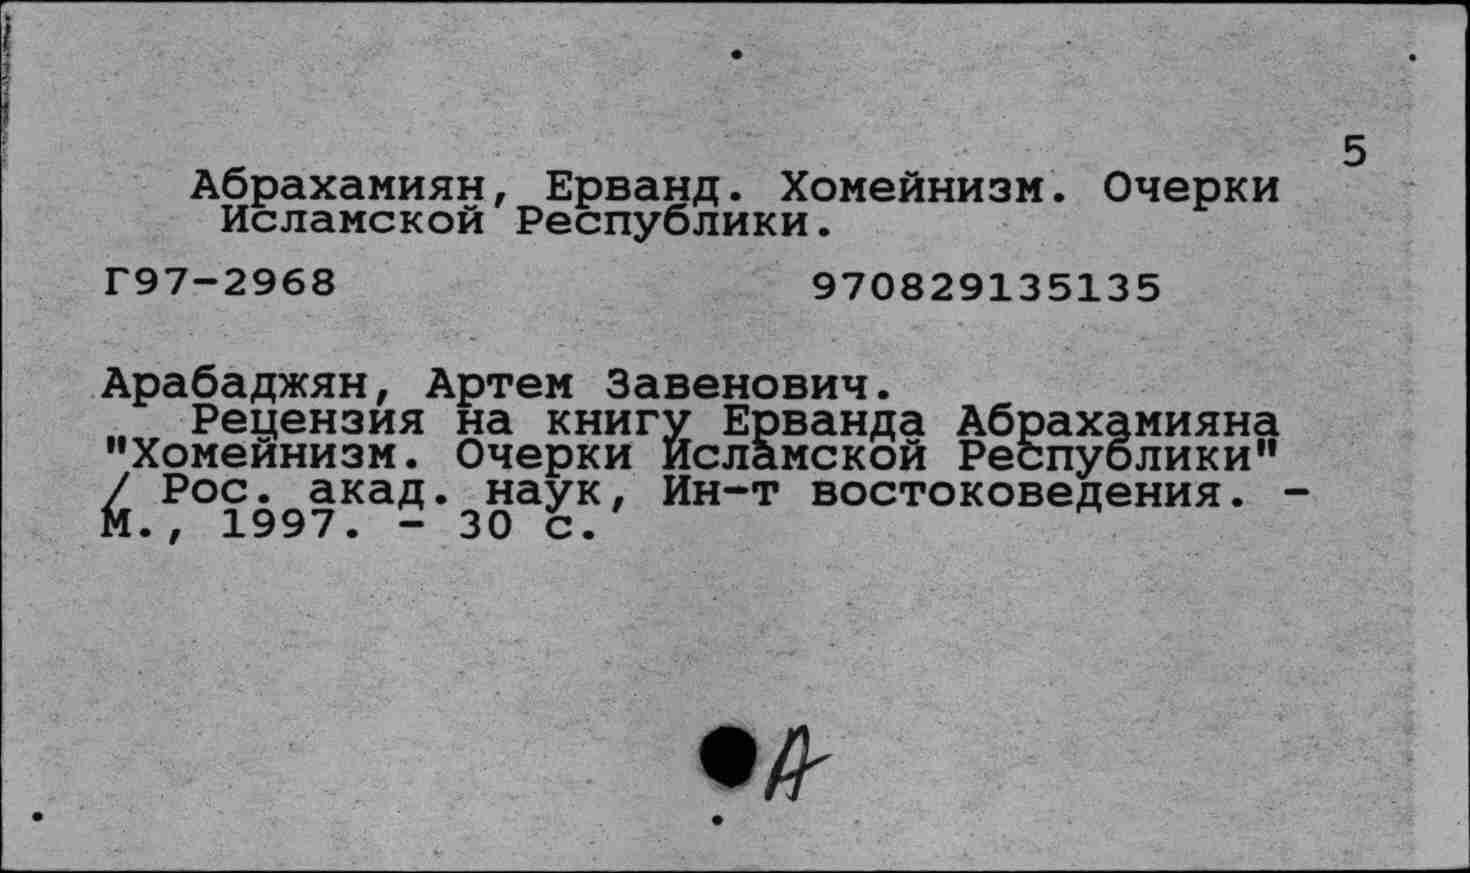 5
Абрахамиян, Ерванд. Хомейнизм. Очерки
Исламской Республики.
Г97-2968 970829135135
Арабаджян, Артем Завенович.
Рецензия на книгу Ерванда Абрахамияна
"Хомейнизм. Очерки Исламской Республики"
/ Рос. акад. наук, Ин-т востоковедения. -
М., 1997. - 30 с.
А